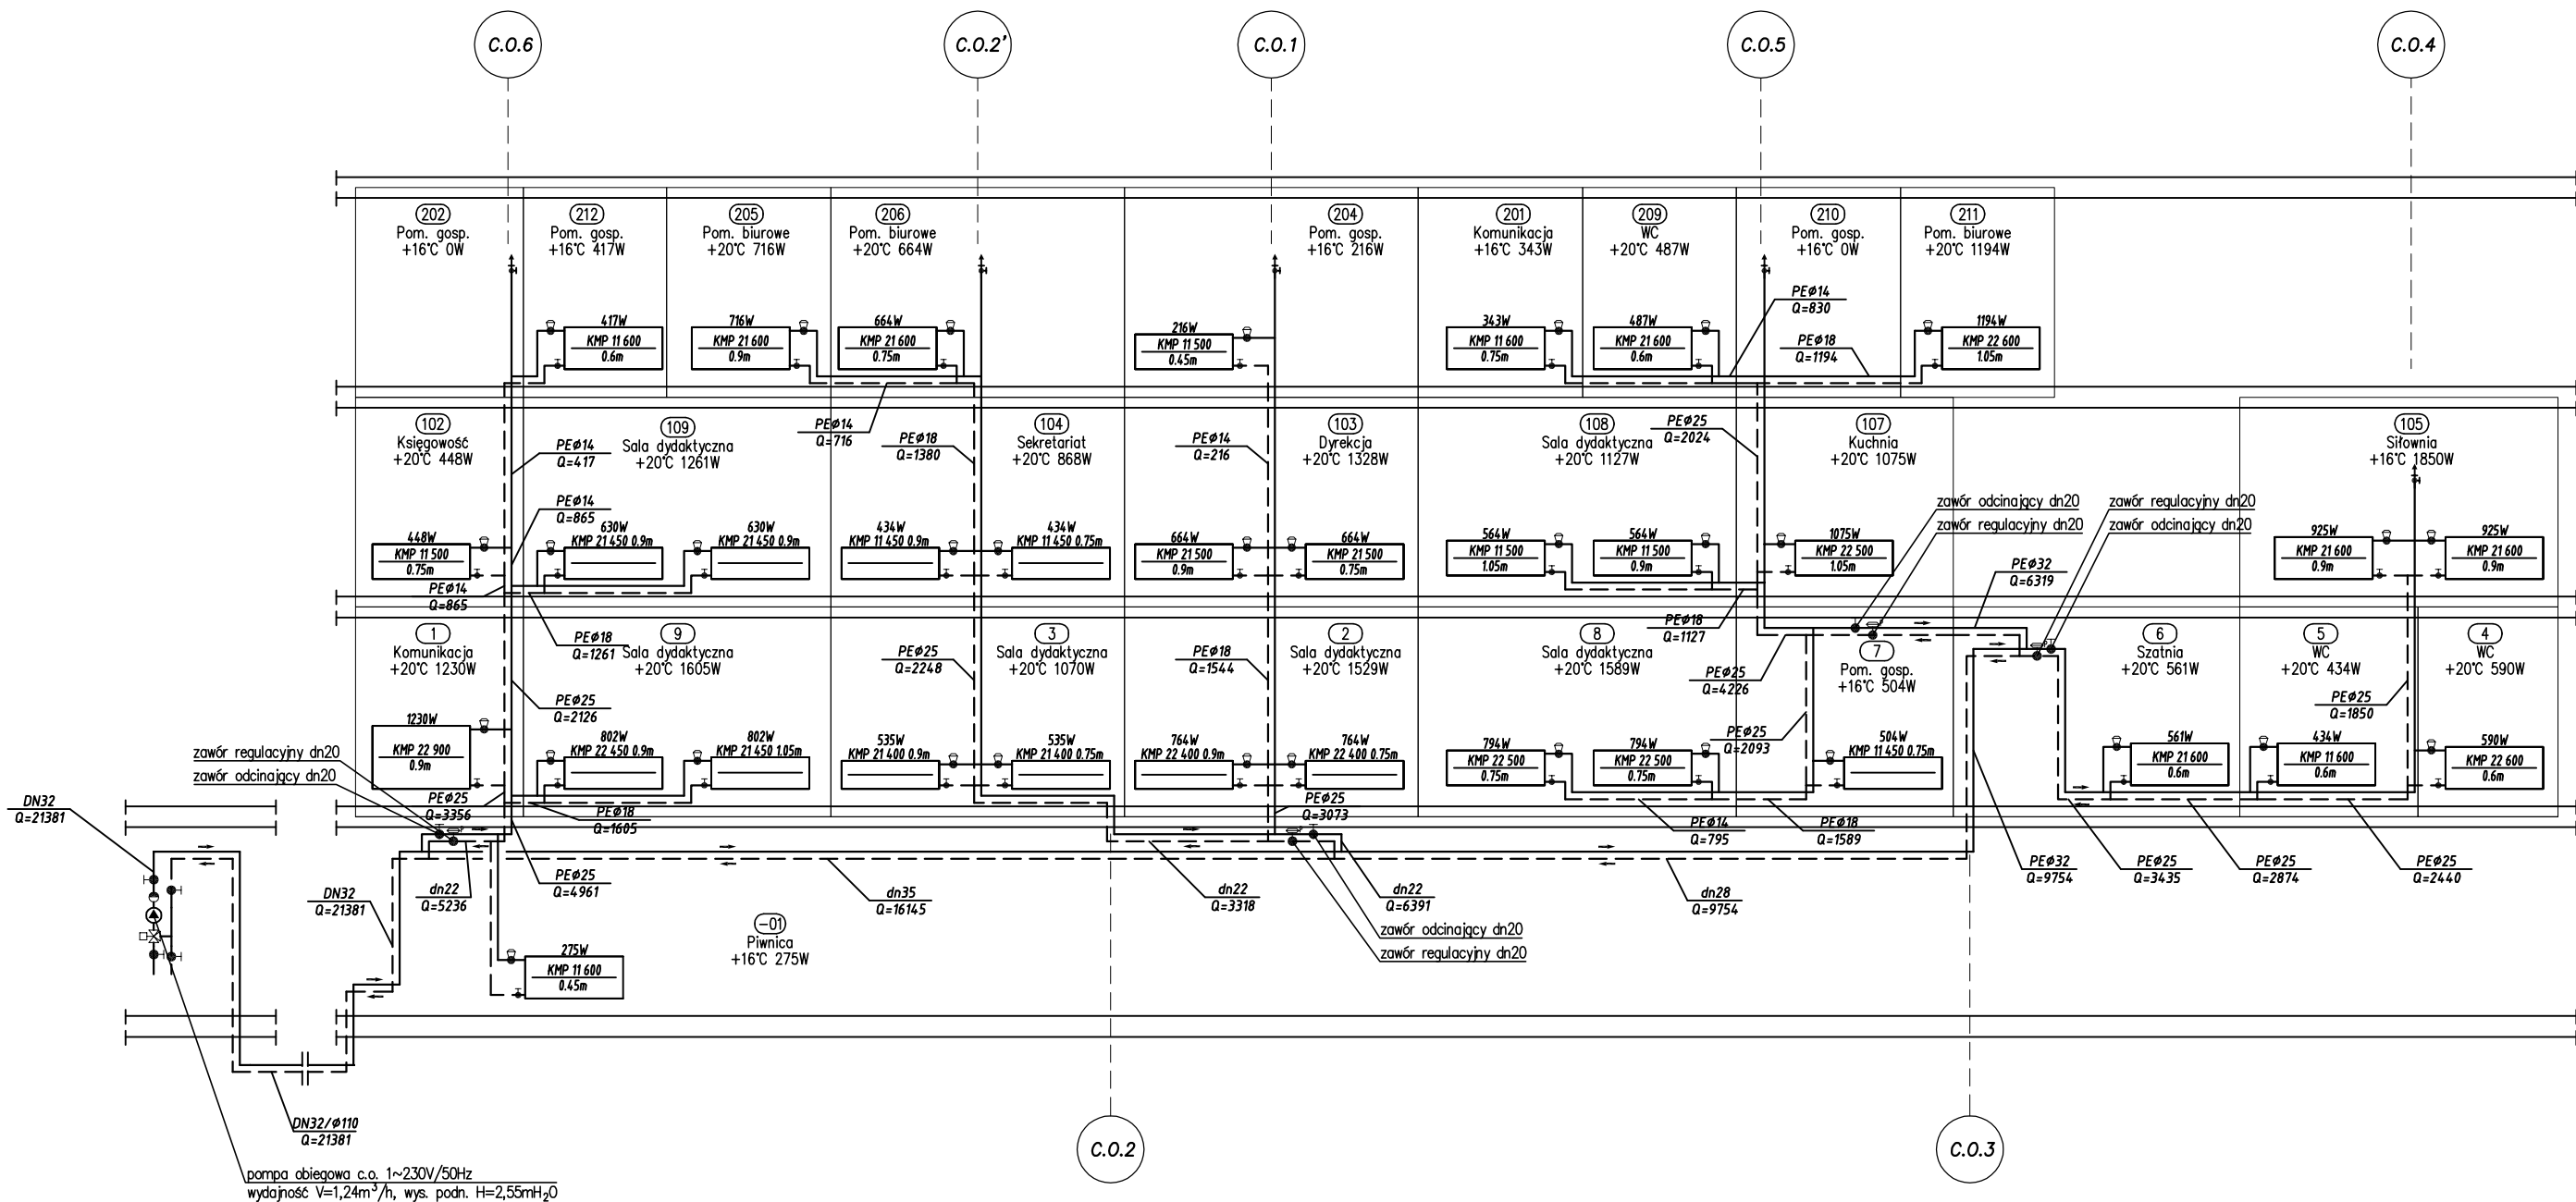 C.O.6
C.O.2'
C.O.1
C.O.5
C.O.4
202
Pom. gosp.
+16°C 0W
212
Pom. gosp.
+16°C 417W
205
Pom. biurowe
+20°C 716W
206
Pom. biurowe
+20°C 664W
204
Pom. gosp.
+16°C 216W
201
Komunikacja
+16°C 343W
209
WC
+20°C 487W
210
Pom. gosp.
+16°C 0W
211
Pom. biurowe
+20°C 1194W
417W
KMP 11 600
0.6m
716W
KMP 21 600
0.9m
664W
KMP 21 600
0.75m
216W
KMP 11 500
0.45m
343W
KMP 11 600
0.75m
487W
KMP 21 600
0.6m
PEø14
Q=830
PEø18
Q=1194
1194W
KMP 22 600
1.05m
102
Księgowość
+20°C 448W
PEø14
Q=417
109
Sala dydaktyczna
+20°C 1261W
PEø14
Q=716
PEø18
Q=1380
104
Sekretariat
+20°C 868W
PEø14
Q=216
103
Dyrekcja
+20°C 1328W
108
Sala dydaktyczna
+20°C 1127W
PEø25
Q=2024
107
Kuchnia
+20°C 1075W
105
Siłownia
+16°C 1850W
PEø14
Q=865
448W
KMP 11 500
0.75m
630W
KMP 21 450 0.9m
630W
KMP 21 450 0.9m
434W
KMP 11 450 0.9m
434W
KMP 11 450 0.75m
664W
KMP 21 500
0.9m
664W
KMP 21 500
0.75m
564W
KMP 11 500
1.05m
564W
KMP 11 500
0.9m
1075W
KMP 22 500
1.05m
zawór odcinający dn20
zawór regulacyjny dn20
zawór regulacyjny dn20
zawór odcinający dn20
925W
KMP 21 600
0.9m
925W
KMP 21 600
0.9m
PEø14
Q=865
PEø32
Q=6319
1
Komunikacja
+20°C 1230W
PEø18
Q=1261
9
Sala dydaktyczna
+20°C 1605W
PEø25
Q=2248
3
Sala dydaktyczna
+20°C 1070W
PEø18
Q=1544
2
Sala dydaktyczna
+20°C 1529W
8
Sala dydaktyczna
+20°C 1589W
PEø18
Q=1127
PEø25
Q=4226
7
Pom. gosp.
+16°C 504W
6
Szatnia
+20°C 561W
5
WC
+20°C 434W
4
WC
+20°C 590W
PEø25
Q=2126
PEø25
Q=2093
PEø25
Q=1850
1230W
KMP 22 900
0.9m
802W
KMP 22 450 0.9m
802W
KMP 21 450 1.05m
535W
KMP 21 400 0.9m
535W
KMP 21 400 0.75m
764W
KMP 22 400 0.9m
764W
KMP 22 400 0.75m
794W
KMP 22 500
0.75m
794W
KMP 22 500
0.75m
504W
KMP 11 450 0.75m
561W
KMP 21 600
0.6m
434W
KMP 11 600
0.6m
590W
KMP 22 600
0.6m
zawór regulacyjny dn20
zawór odcinający dn20
DN32
Q=21381
PEø25
Q=3356
PEø18
Q=1605
PEø25
Q=3073
PEø14
Q=795
PEø18
Q=1589
DN32
Q=21381
dn22
Q=5236
PEø25
Q=4961
dn35
Q=16145
dn22
Q=3318
dn22
Q=6391
dn28
Q=9754
PEø32
Q=9754
PEø25
Q=3435
PEø25
Q=2874
PEø25
Q=2440
-01
Piwnica
+16°C 275W
zawór odcinający dn20
zawór regulacyjny dn20
275W
KMP 11 600
0.45m
DN32/ø110
Q=21381
C.O.2
C.O.3
pompa obiegowa c.o. 1~230V/50Hz
wydajność V=1,24m³/h, wys. podn. H=2,55mH₂O